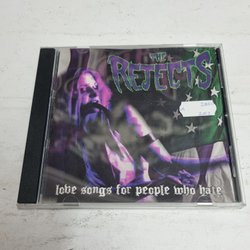 THE
REJECTS
love songs for people who hate